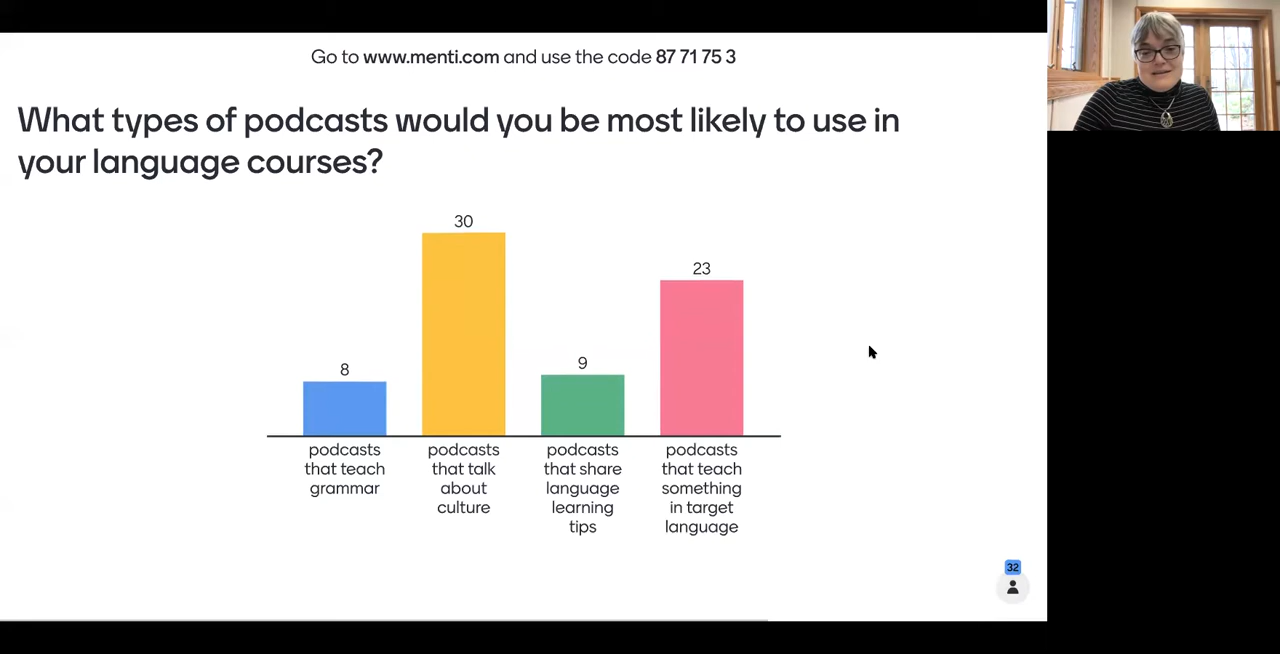 Go to www.menti.com and use the code 87 71 75 3
What types of podcasts would you be most likely to use in
your language courses?
8
30
9
23
podcasts
that teach
grammar
podcasts
that talk
about
culture
podcasts
that share
language
learning
tips
podcasts
that teach
something
in target
language
32